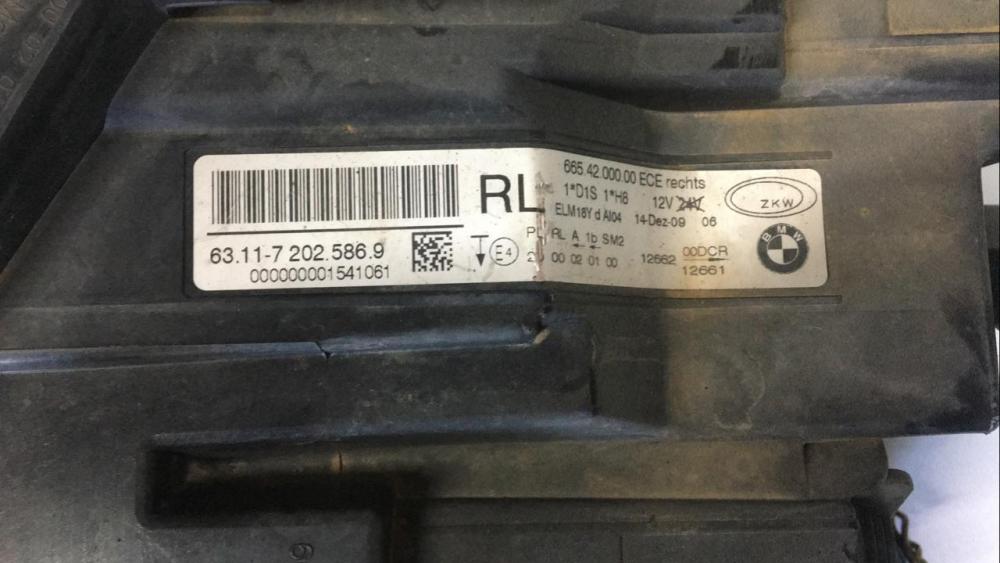 RL
63.11-7 202 586.9
000000001541061
665.42.000.00 ECE rechts
1*D1S 1*H8 12V 24V
ELM18Y d Al04 14-Dez-09 06
E4
RL A 1b SM2
00 02 01 00 12662 00DCR
12661
ZKW
BMW